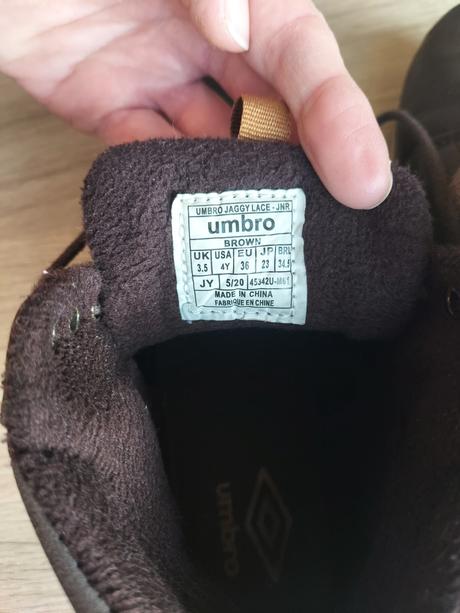 UMBRO JAGGY LACE - JNR
umbro
BROWN
UK USA EU JP BRL
3.5 4Y 36 23 34.5
JY 5/20 45342U-M61
MADE IN CHINA
FABRIQUE EN CHINE
umbro